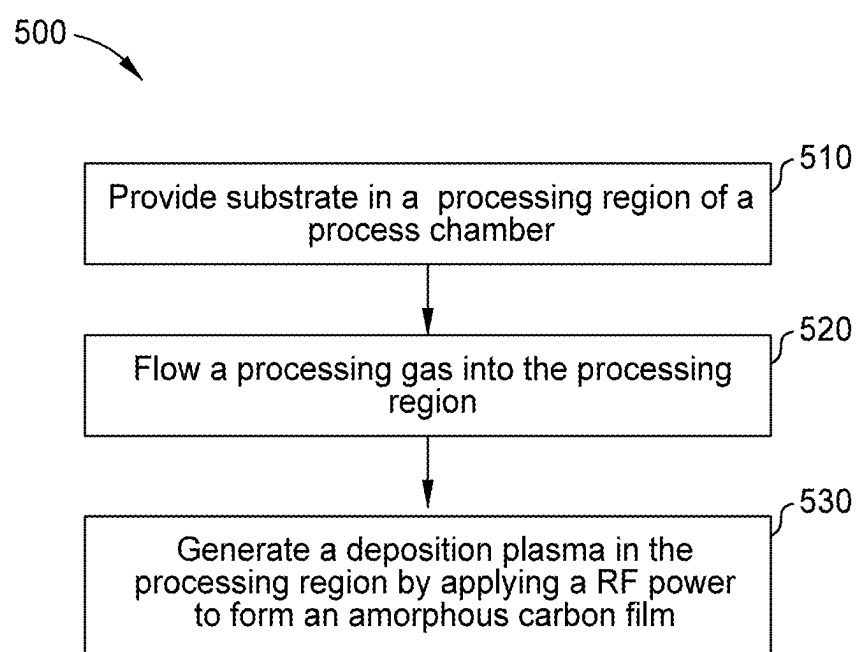 500
510
Provide substrate in a processing region of a
process chamber
520
Flow a processing gas into the processing
region
530
Generate a deposition plasma in the
processing region by applying a RF power
to form an amorphous carbon film